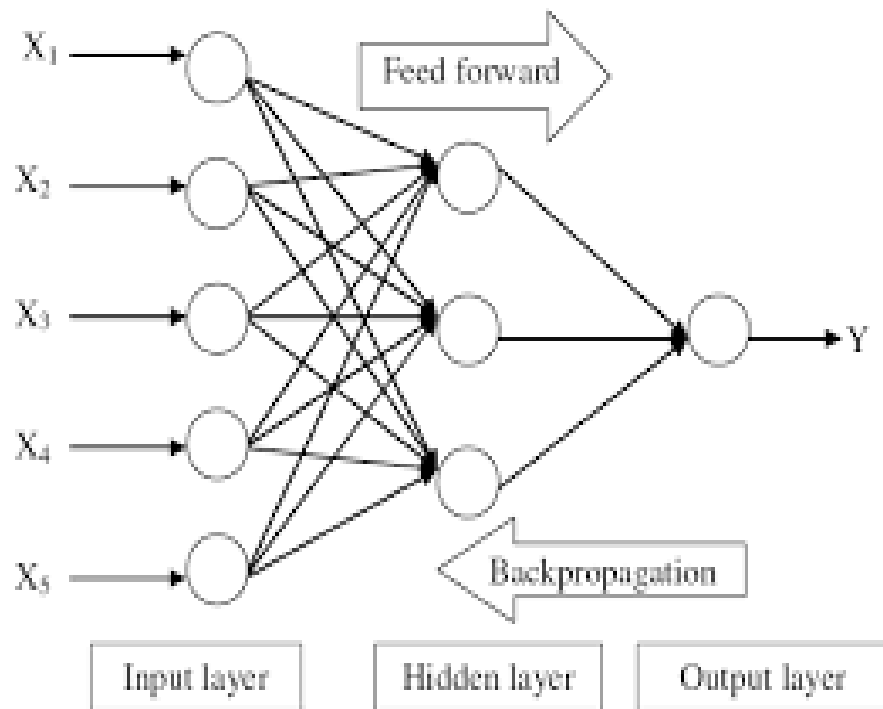 X₁
Feed forward
X₂
X₃
Y
X₄
X₅
Backpropagation
Input layer
Hidden layer
Output layer